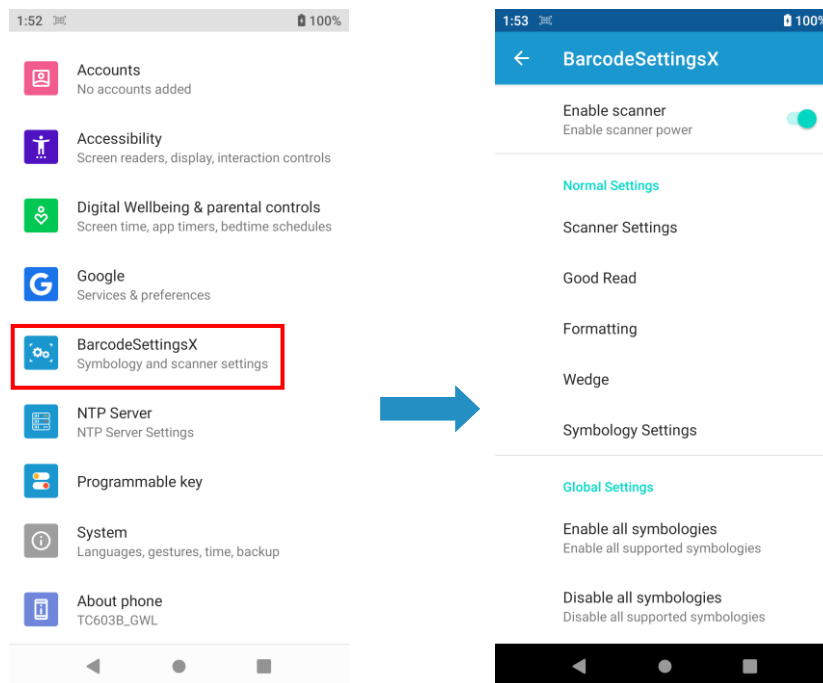 1:52
100%
Accounts
No accounts added
Accessibility
Screen readers, display, interaction controls
Digital Wellbeing & parental controls
Screen time, app timers, bedtime schedules
G
Google
Services & preferences
BarcodeSettingsX
Symbology and scanner settings
NTP Server
NTP Server Settings
Programmable key
System
Languages, gestures, time, backup
About phone
TC603B_GWL
1:53
100%
BarcodeSettingsX
Enable scanner
Enable scanner power
Normal Settings
Scanner Settings
Good Read
Formatting
Wedge
Symbology Settings
Global Settings
Enable all symbologies
Enable all supported symbologies
Disable all symbologies
Disable all supported symbologies